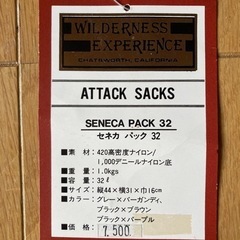 WILDERNESS
EXPERIENCE
CHATSWORTH, CALIFORNIA
ATTACK SACKS
SENECA PACK 32
セネカ パック 32
■素 材：420高密度ナイロン/
1,000デニールナイロン底
■重 量：1.0kgs
■容 量：32ℓ
■サイズ：縦44×横31×巾16cm
■カラー：グレー×バーガンディ、
ブラック×ブラウン
ブラック×パープル
■価 格：7,500